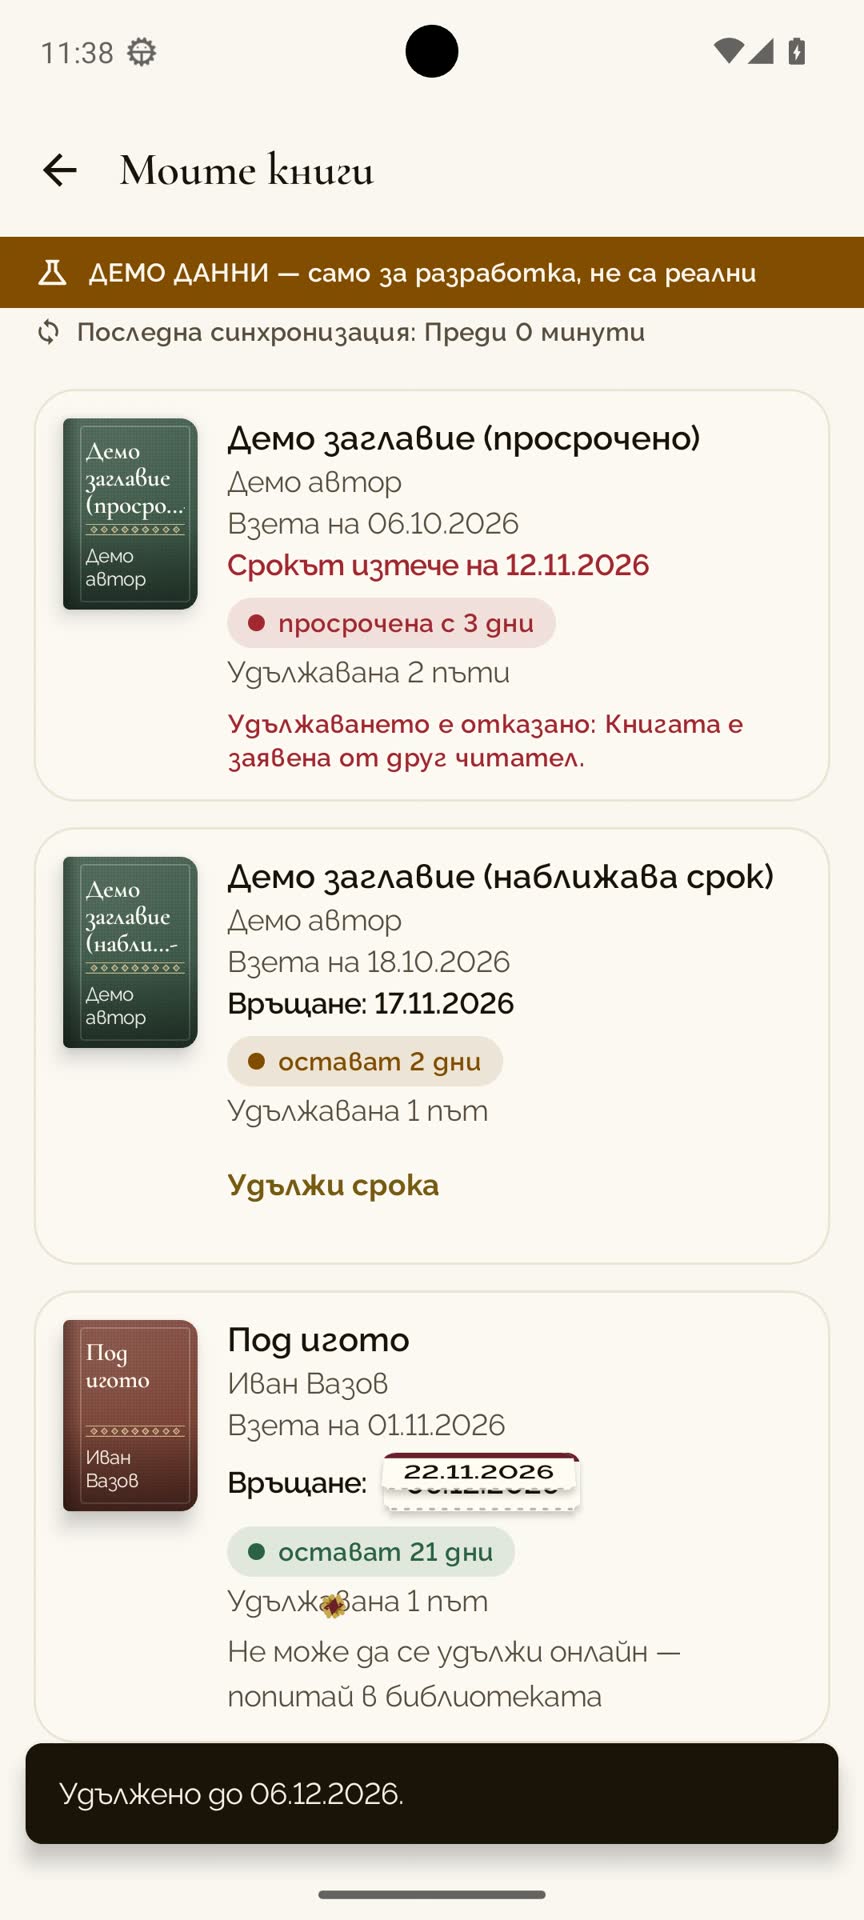 11:38
Моите книги
ДЕМО ДАННИ — само за разработка, не са реални
Последна синхронизация: Преди 0 минути
Демо
заглавие
(просро...
Демо
автор
Демо заглавие (просрочено)
Демо автор
Взета на 06.10.2026
Срокът изтече на 12.11.2026
просрочена с 3 дни
Удължавана 2 пъти
Удължаването е отказано: Книгата е
заявена от друг читател.
Демо
заглавие
(набли...-
Демо
автор
Демо заглавие (наближава срок)
Демо автор
Взета на 18.10.2026
Връщане: 17.11.2026
остават 2 дни
Удължавана 1 път
Удължи срока
Под
игото
Иван
Вазов
Под игото
Иван Вазов
Взета на 01.11.2026
Връщане: 22.11.2026
остават 21 дни
Удължавана 1 път
Не може да се удължи онлайн —
попитай в библиотеката
Удължено до 06.12.2026.